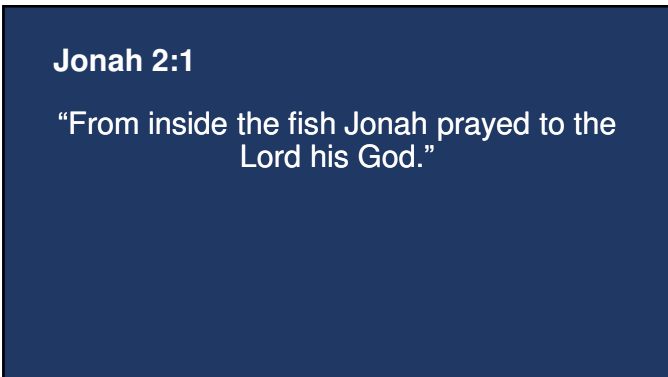 Jonah 2:1
“From inside the fish Jonah prayed to the
Lord his God.”